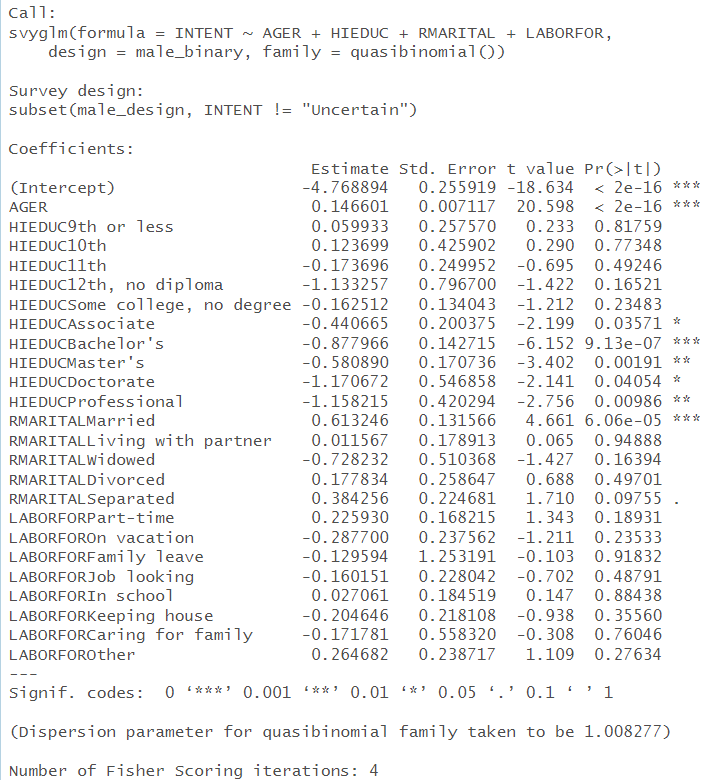 Call:
svyglm(formula = INTENT ~ AGER + HIEDUC + RMARITAL + LABORFOR,
    design = male_binary, family = quasibinomial())

Survey design:
subset(male_design, INTENT != "Uncertain")

Coefficients:
                               Estimate Std. Error t value Pr(>|t|)
(Intercept)                   -4.768894   0.255919 -18.634  < 2e-16 ***
AGER                           0.146601   0.007117  20.598  < 2e-16 ***
HIEDUC9th or less              0.059933   0.257570   0.233  0.81759
HIEDUC10th                     0.123699   0.425902   0.290  0.77348
HIEDUC11th                    -0.173696   0.249952  -0.695  0.49246
HIEDUC12th, no diploma        -1.133257   0.796700  -1.422  0.16521
HIEDUCSome college, no degree -0.162512   0.134043  -1.212  0.23483
HIEDUCAssociate               -0.440665   0.200375  -2.199  0.03571 *
HIEDUCBachelor's              -0.877966   0.142715  -6.152 9.13e-07 ***
HIEDUCMaster's                -0.580890   0.170736  -3.402  0.00191 **
HIEDUCDoctorate               -1.170672   0.546858  -2.141  0.04054 *
HIEDUCProfessional            -1.158215   0.420294  -2.756  0.00986 **
RMARITALMarried                0.613246   0.131566   4.661 6.06e-05 ***
RMARITALLiving with partner    0.011567   0.178913   0.065  0.94888
RMARITALWidowed               -0.728232   0.510368  -1.427  0.16394
RMARITALDivorced               0.177834   0.258647   0.688  0.49701
RMARITALSeparated              0.384256   0.224681   1.710  0.09755 .
LABORFORPart-time              0.225930   0.168215   1.343  0.18931
LABORFOROn vacation           -0.287700   0.237562  -1.211  0.23533
LABORFORFamily leave          -0.129594   1.253191  -0.103  0.91832
LABORFORJob looking           -0.160151   0.228042  -0.702  0.48791
LABORFORIn school              0.027061   0.184519   0.147  0.88438
LABORFORKeeping house         -0.204646   0.218108  -0.938  0.35560
LABORFORCaring for family     -0.171781   0.558320  -0.308  0.76046
LABORFOROther                  0.264682   0.238717   1.109  0.27634
---
Signif. codes:  0 ‘***’ 0.001 ‘**’ 0.01 ‘*’ 0.05 ‘.’ 0.1 ‘ ’ 1

(Dispersion parameter for quasibinomial family taken to be 1.008277)

Number of Fisher Scoring iterations: 4